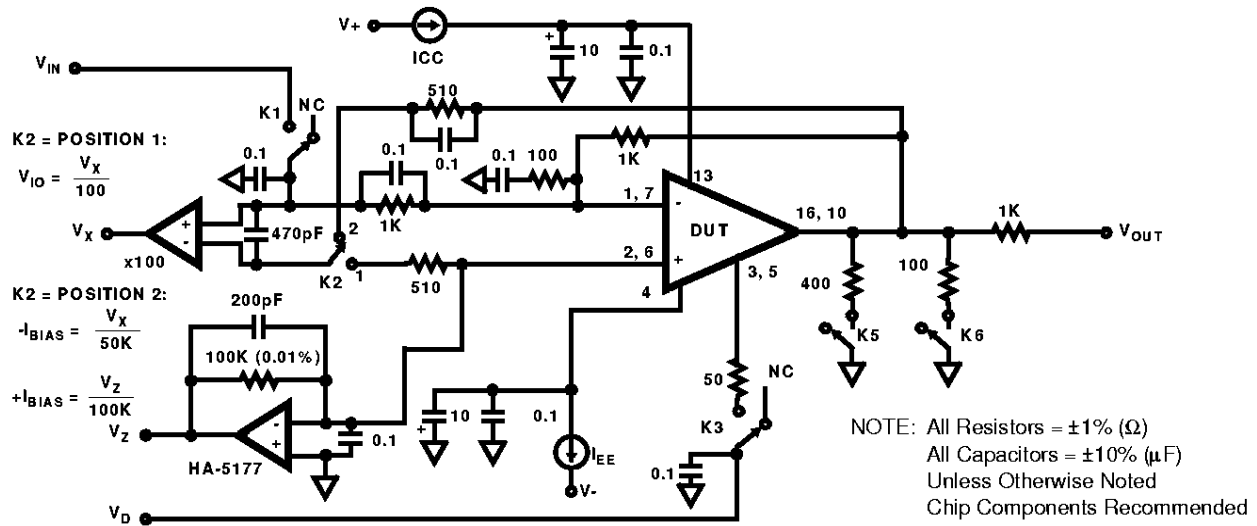 V+
ICC
+
10
0.1
VIN
K1
NC
510
0.1
1K
K2 = POSITION 1:
VIO = VX
100
0.1
0.1
0.1
100
13
1, 7
-
DUT
16, 10
1K
VOUT
VX
+
-
x100
470pF
1K
2
K2
1
510
2, 6
+
3, 5
4
400
100
K5
K6
K2 = POSITION 2:
-IBIAS = VX
50K
200pF
100K (0.01%)
+IBIAS = VZ
100K
VZ
-
+
HA-5177
0.1
+
10
0.1
IEE
V-
50
NC
K3
0.1
VD
NOTE: All Resistors = ±1% (Ω)
All Capacitors = ±10% (μF)
Unless Otherwise Noted
Chip Components Recommended